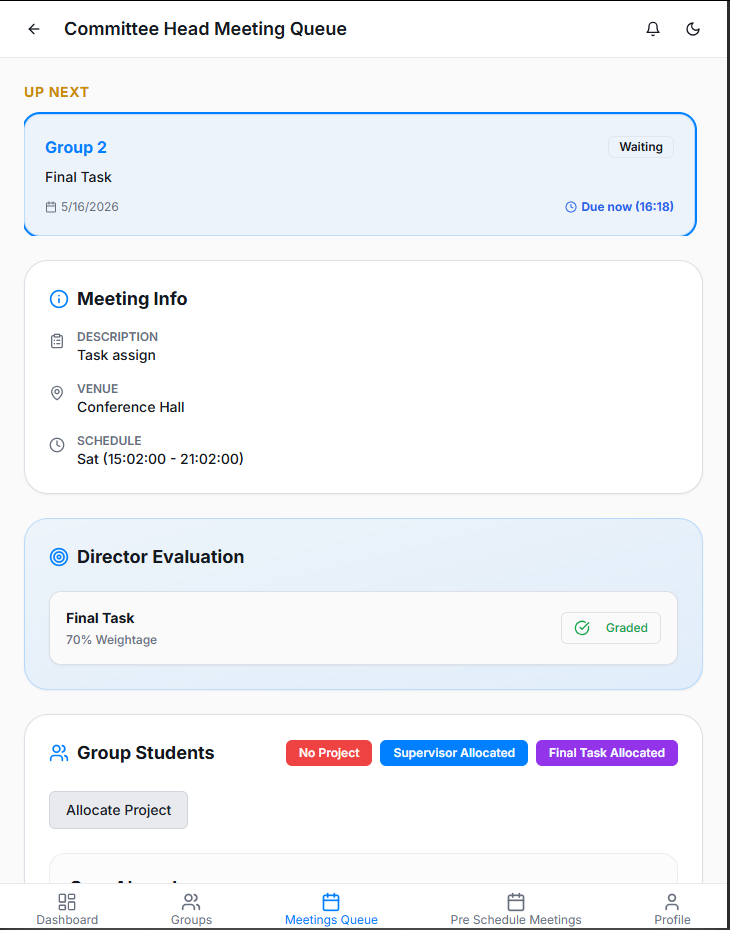 Committee Head Meeting Queue
UP NEXT
Group 2
Waiting
Final Task
5/16/2026
Due now (16:18)
Meeting Info
DESCRIPTION
Task assign
VENUE
Conference Hall
SCHEDULE
Sat (15:02:00 - 21:02:00)
Director Evaluation
Final Task
70% Weightage
Graded
Group Students
No Project
Supervisor Allocated
Final Task Allocated
Allocate Project
Dashboard
Groups
Meetings Queue
Pre Schedule Meetings
Profile